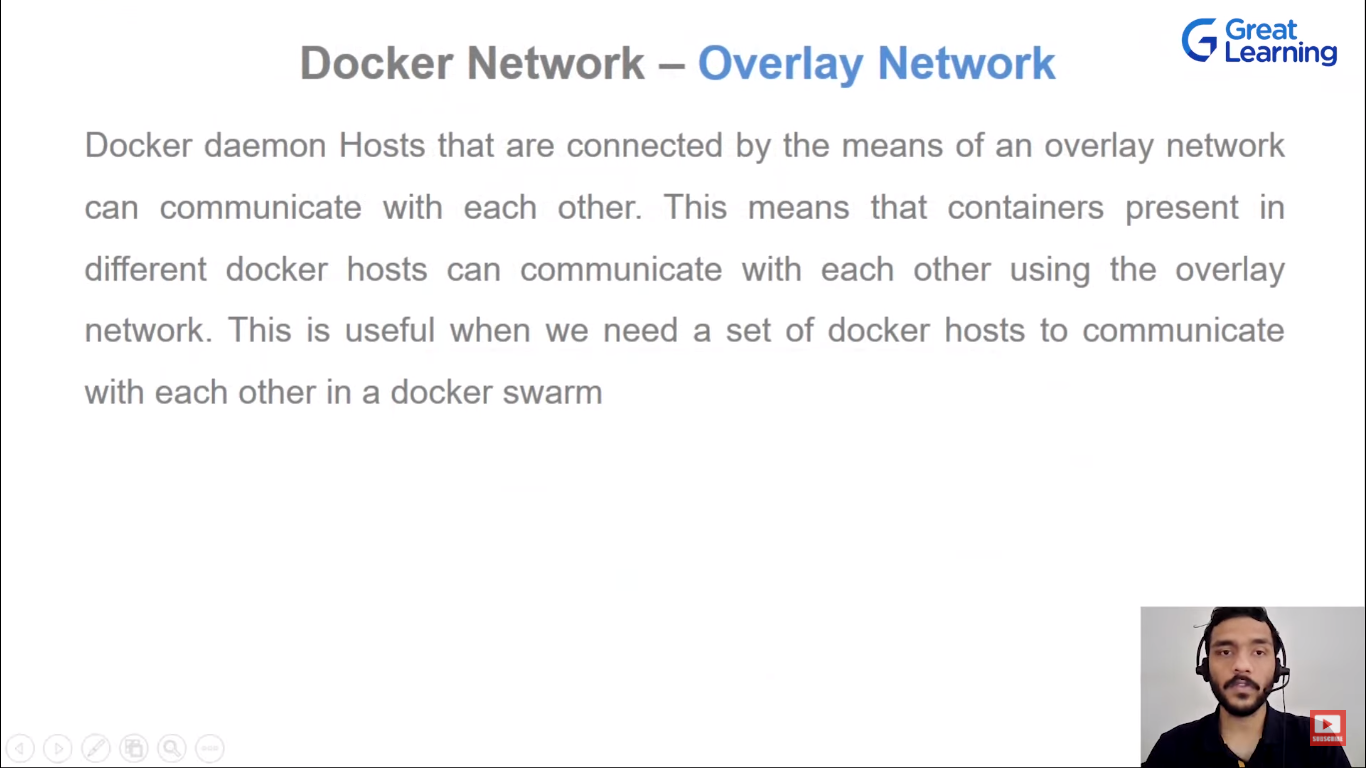 Great
Learning
Docker Network – Overlay Network
Docker daemon Hosts that are connected by the means of an overlay network
can communicate with each other. This means that containers present in
different docker hosts can communicate with each other using the overlay
network. This is useful when we need a set of docker hosts to communicate
with each other in a docker swarm
SUBSCRIBE